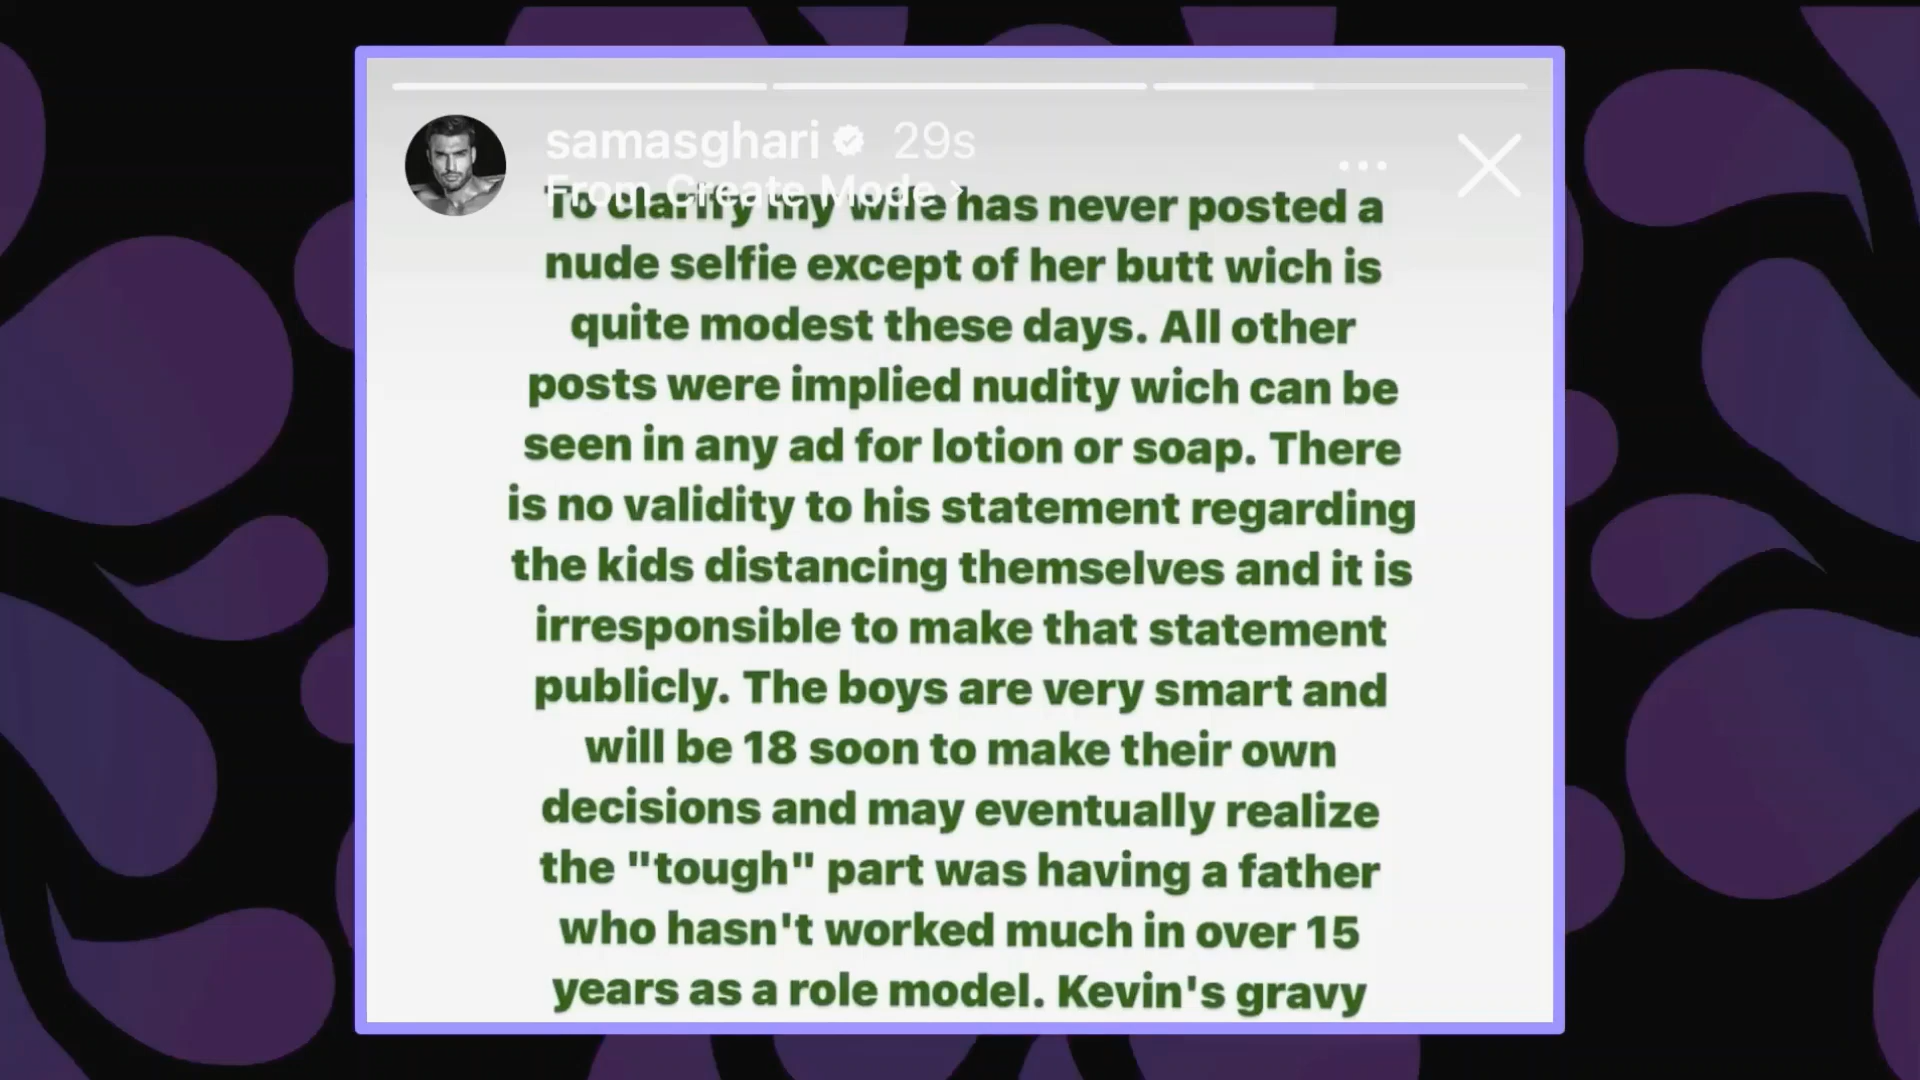 samasghari 29s
From Create Mode >
To clarify my wife has never posted a
nude selfie except of her butt wich is
quite modest these days. All other
posts were implied nudity wich can be
seen in any ad for lotion or soap. There
is no validity to his statement regarding
the kids distancing themselves and it is
irresponsible to make that statement
publicly. The boys are very smart and
will be 18 soon to make their own
decisions and may eventually realize
the "tough" part was having a father
who hasn't worked much in over 15
years as a role model. Kevin's gravy